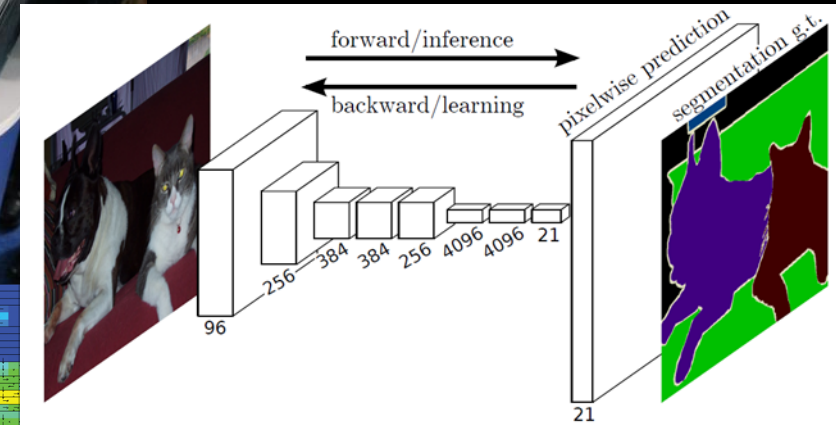 forward/inference
backward/learning
pixelwise prediction
segmentation g.t.
96
256
384
384
256
4096
4096
21
21